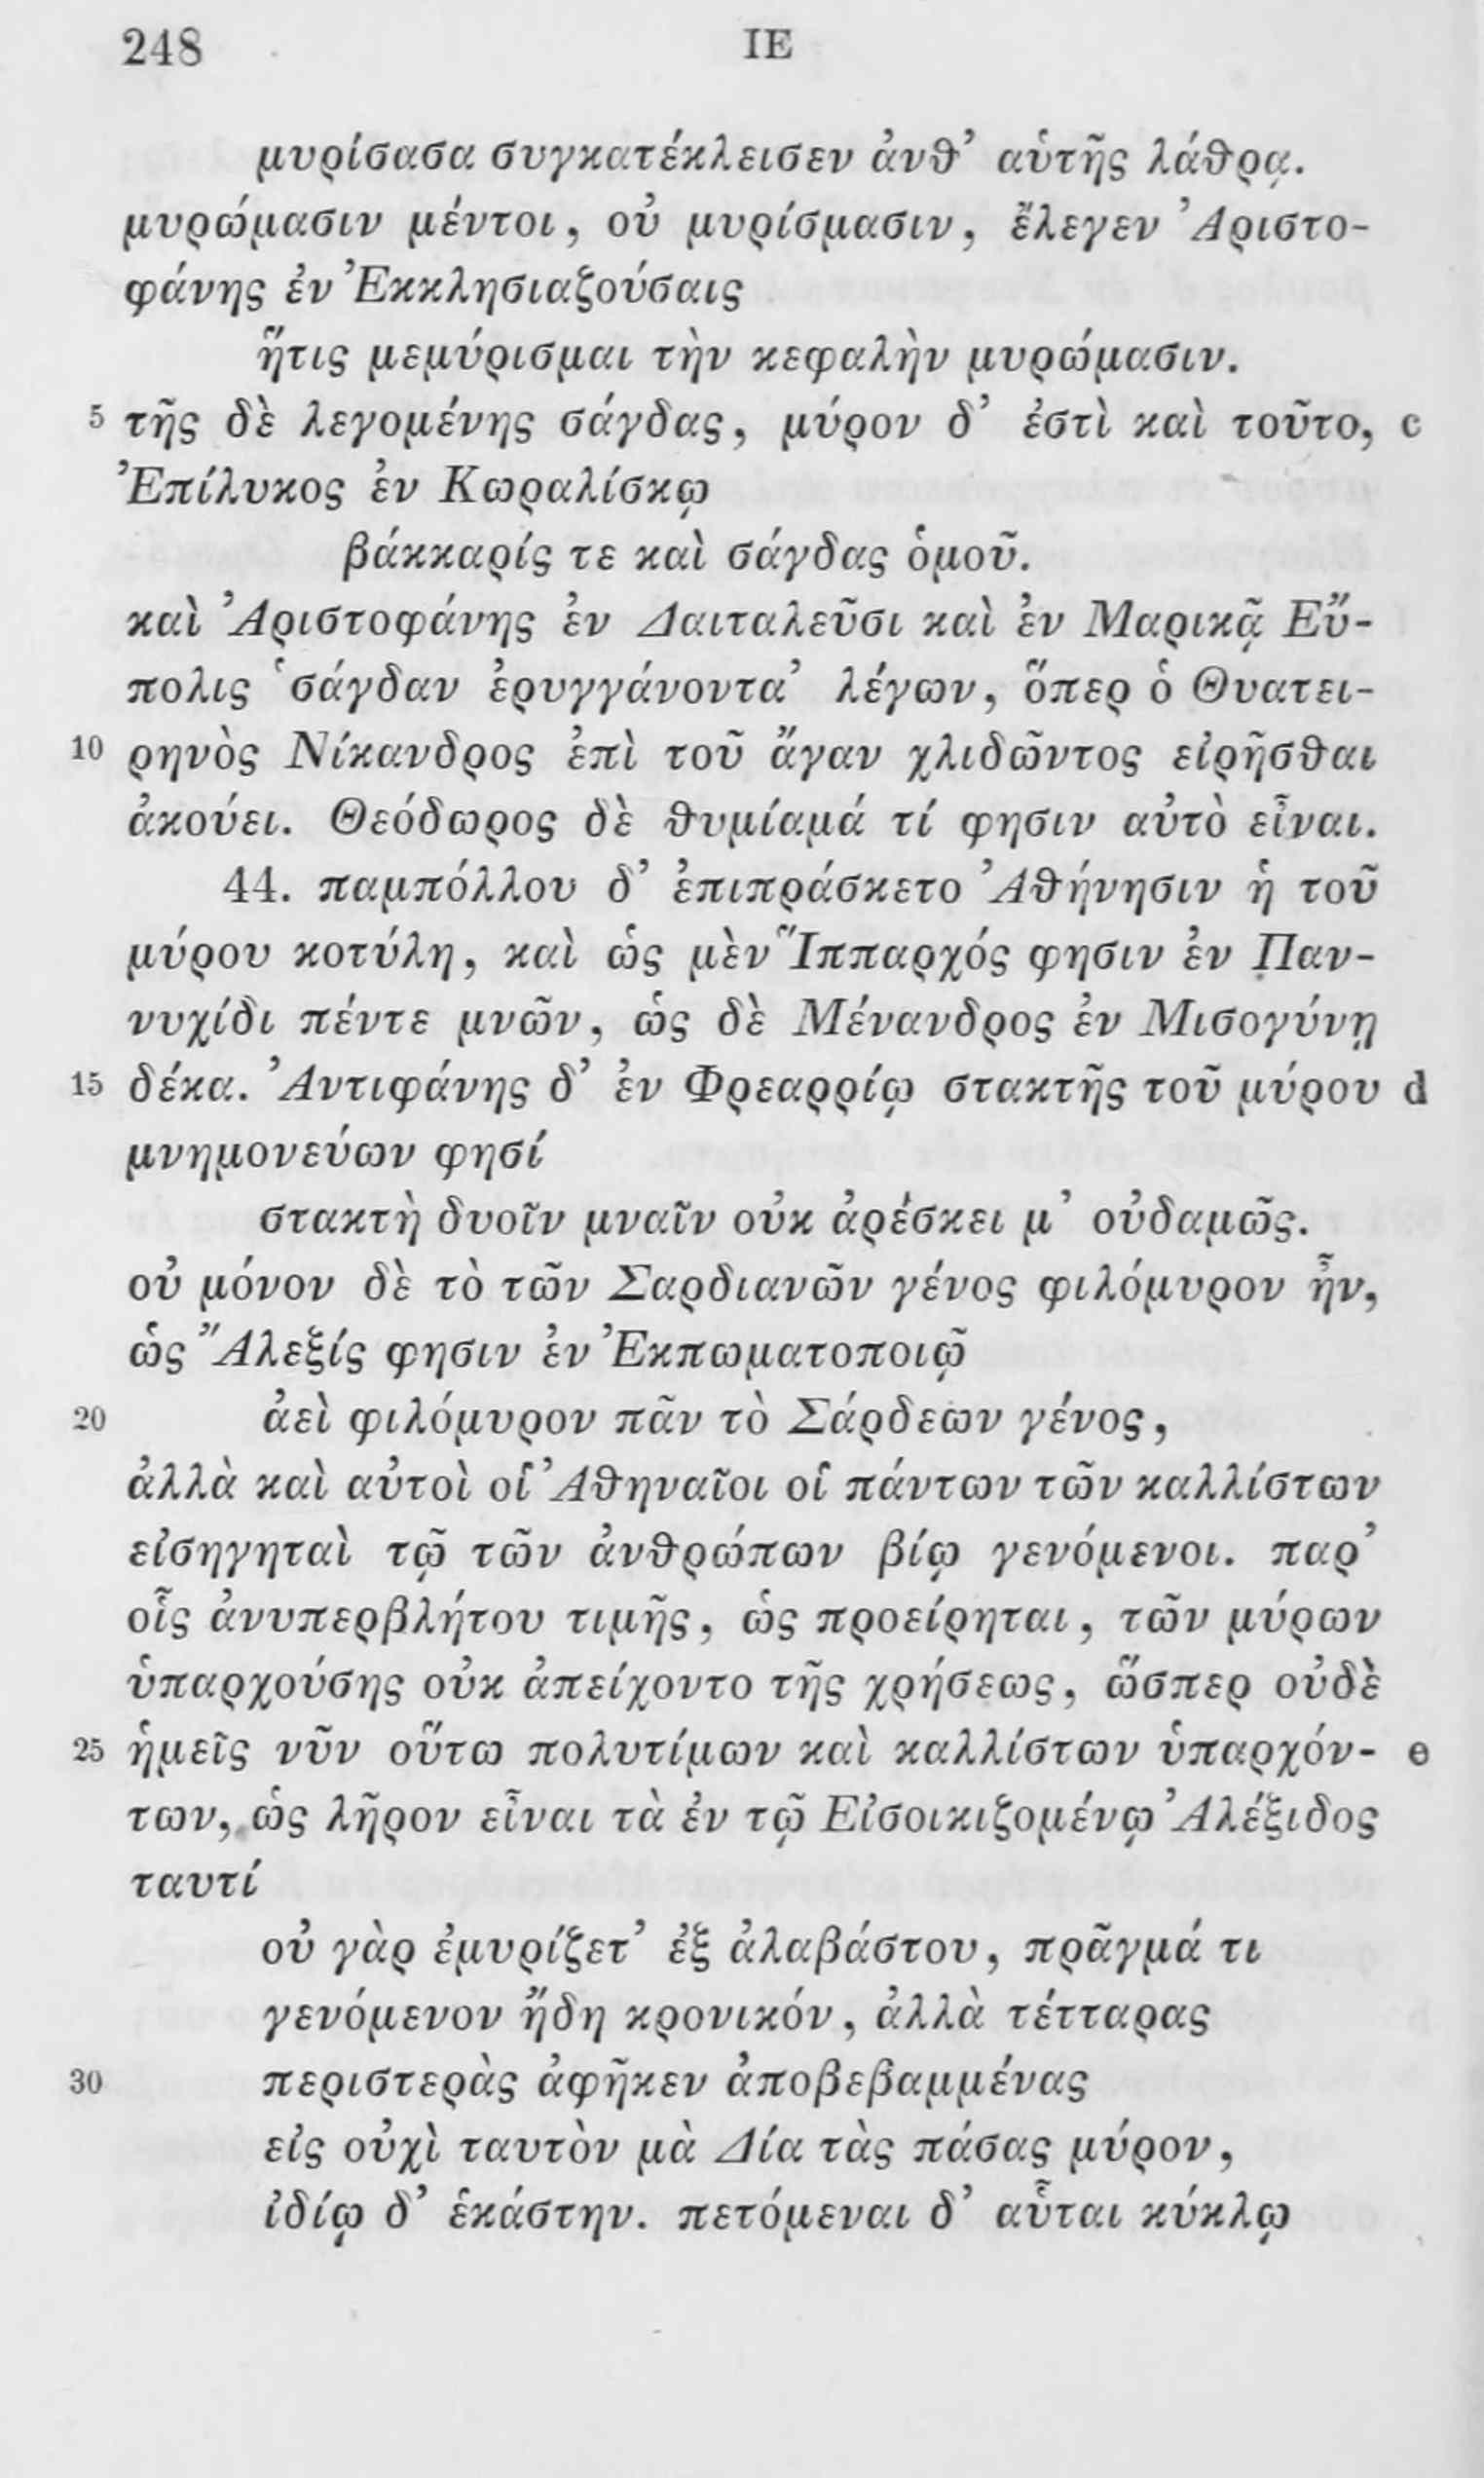 248 ΙΕ
μυρίσασα συγκατέκλεισεν ἀνθ’ αὑτῆς λάθρᾳ.
μυρώμασιν μέντοι, οὐ μυρίσμασιν, ἔλεγεν Ἀριστο-
φάνης ἐν Ἐκκλησιαζούσαις
ἥτις μεμύρισμαι τὴν κεφαλὴν μυρώμασιν.
5 τῆς δὲ λεγομένης σάγδας, μύρον δ’ ἐστὶ καὶ τοῦτο, c
Ἐπίλυκος ἐν Κωραλίσκῳ
βάκκαρίς τε καὶ σάγδας ὁμοῦ.
καὶ Ἀριστοφάνης ἐν Δαιταλεῦσι καὶ ἐν Μαρικᾷ Εὔ-
πολις ‘σάγδαν ἐρυγγάνοντα’ λέγων, ὅπερ ὁ Θυατει-
10 ρηνὸς Νίκανδρος ἐπὶ τοῦ ἄγαν χλιδῶντος εἰρῆσθαι
ἀκούει. Θεόδωρος δὲ θυμίαμά τί φησιν αὐτὸ εἶναι.
44. παμπόλλου δ’ ἐπιπράσκετο Ἀθήνησιν ἡ τοῦ
μύρου κοτύλη, καὶ ὡς μὲν Ἵππαρχός φησιν ἐν Παν-
νυχίδι πέντε μνῶν, ὡς δὲ Μένανδρος ἐν Μισογύνῃ
15 δέκα. Ἀντιφάνης δ’ ἐν Φρεαρρίῳ στακτῆς τοῦ μύρου d
μνημονεύων φησί
στακτὴ δυοῖν μναῖν οὐκ ἀρέσκει μ’ οὐδαμῶς.
οὐ μόνον δὲ τὸ τῶν Σαρδιανῶν γένος φιλόμυρον ἦν,
ὡς Ἄλεξίς φησιν ἐν Ἐκπωματοποιῷ
20 ἀεὶ φιλόμυρον πᾶν τὸ Σάρδεων γένος,
ἀλλὰ καὶ αὐτοὶ οἱ Ἀθηναῖοι οἱ πάντων τῶν καλλίστων
εἰσηγηταὶ τῷ τῶν ἀνθρώπων βίῳ γενόμενοι. παρ’
οἷς ἀνυπερβλήτου τιμῆς, ὡς προείρηται, τῶν μύρων
ὑπαρχούσης οὐκ ἀπείχοντο τῆς χρήσεως, ὥσπερ οὐδὲ
25 ἡμεῖς νῦν οὕτω πολυτίμων καὶ καλλίστων ὑπαρχόν- e
των, ὡς λῆρον εἶναι τὰ ἐν τῷ Εἰσοικιζομένῳ Ἀλέξιδος
ταυτί
οὐ γὰρ ἐμυρίζετ’ ἐξ ἀλαβάστου, πρᾶγμά τι
γενόμενον ἤδη κρονικόν, ἀλλὰ τέτταρας
30 περιστερὰς ἀφῆκεν ἀποβεβαμμένας
εἰς οὐχὶ ταυτὸν μὰ Δία τὰς πάσας μύρον,
ἰδίῳ δ’ ἑκάστην. πετόμεναι δ’ αὗται κύκλῳ